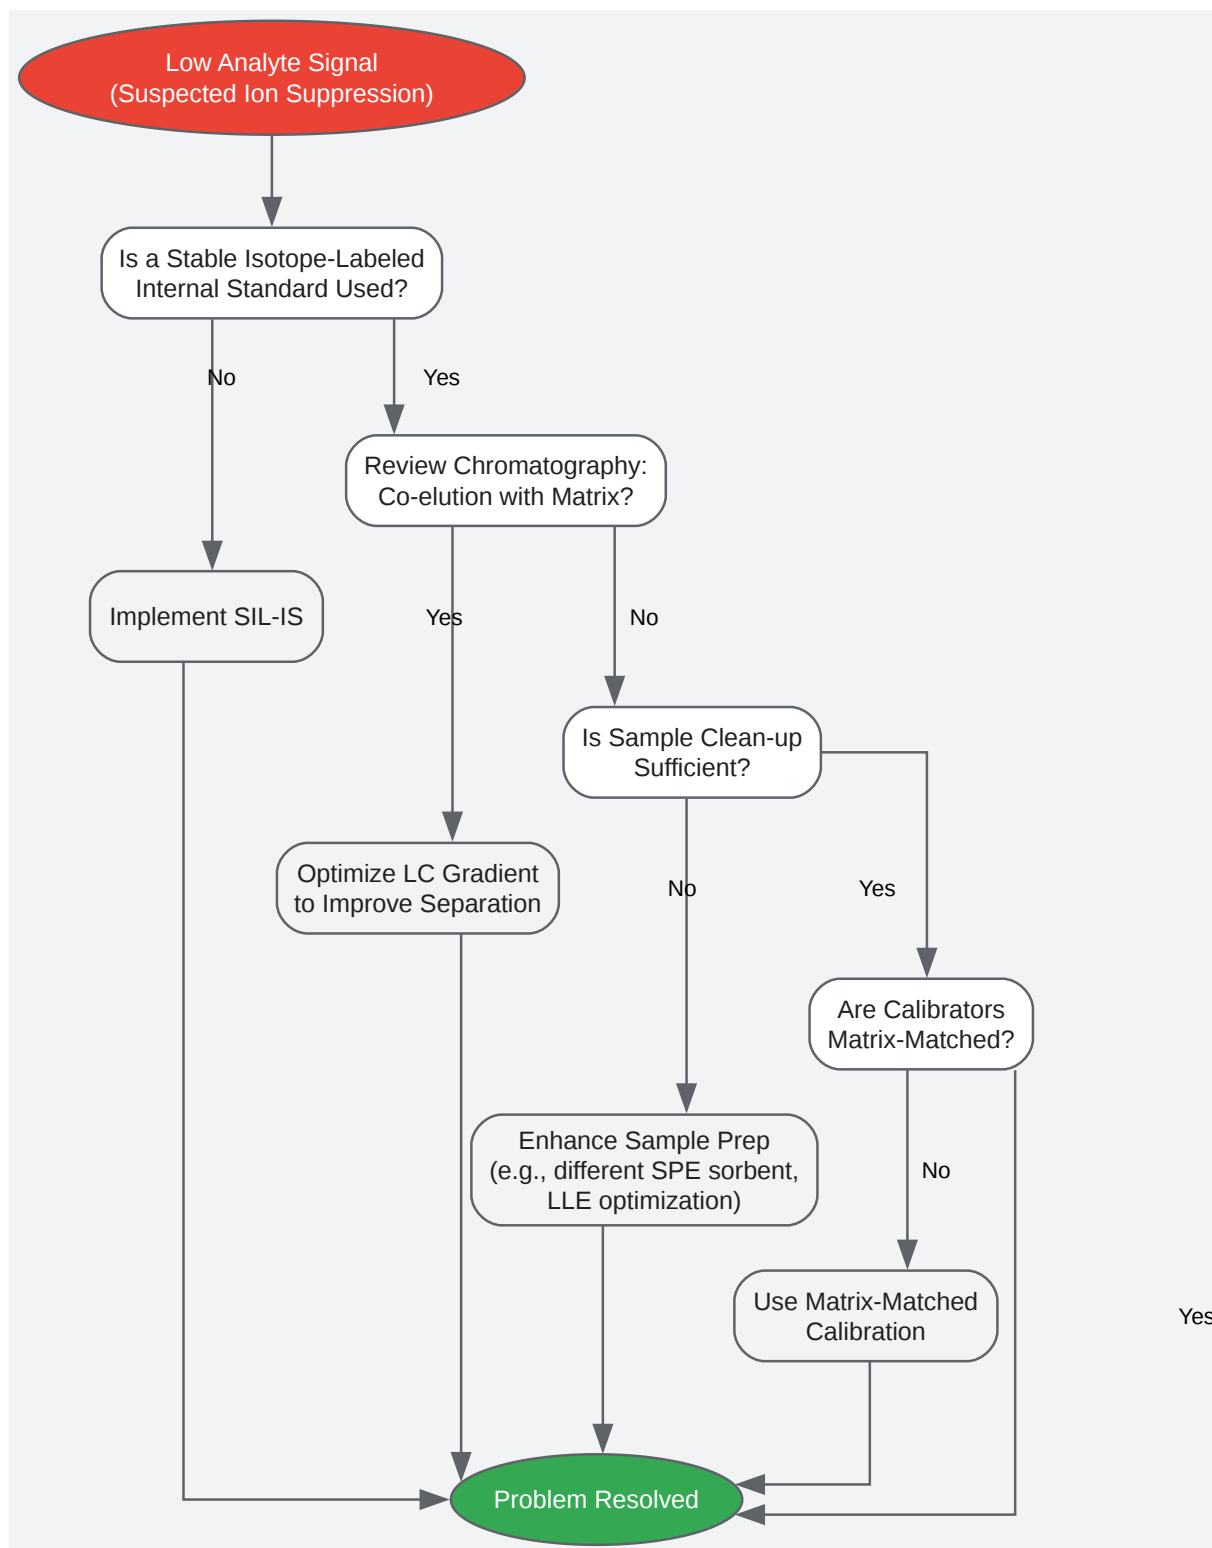 Low Analyte Signal
(Suspected Ion Suppression)
Is a Stable Isotope-Labeled
Internal Standard Used?
No
Yes
Review Chromatography:
Co-elution with Matrix?
Implement SIL-IS
Yes
No
Is Sample Clean-up
Sufficient?
Optimize LC Gradient
to Improve Separation
No
Yes
Are Calibrators
Matrix-Matched?
Enhance Sample Prep
(e.g., different SPE sorbent,
LLE optimization)
No
Use Matrix-Matched
Calibration
Yes
Problem Resolved